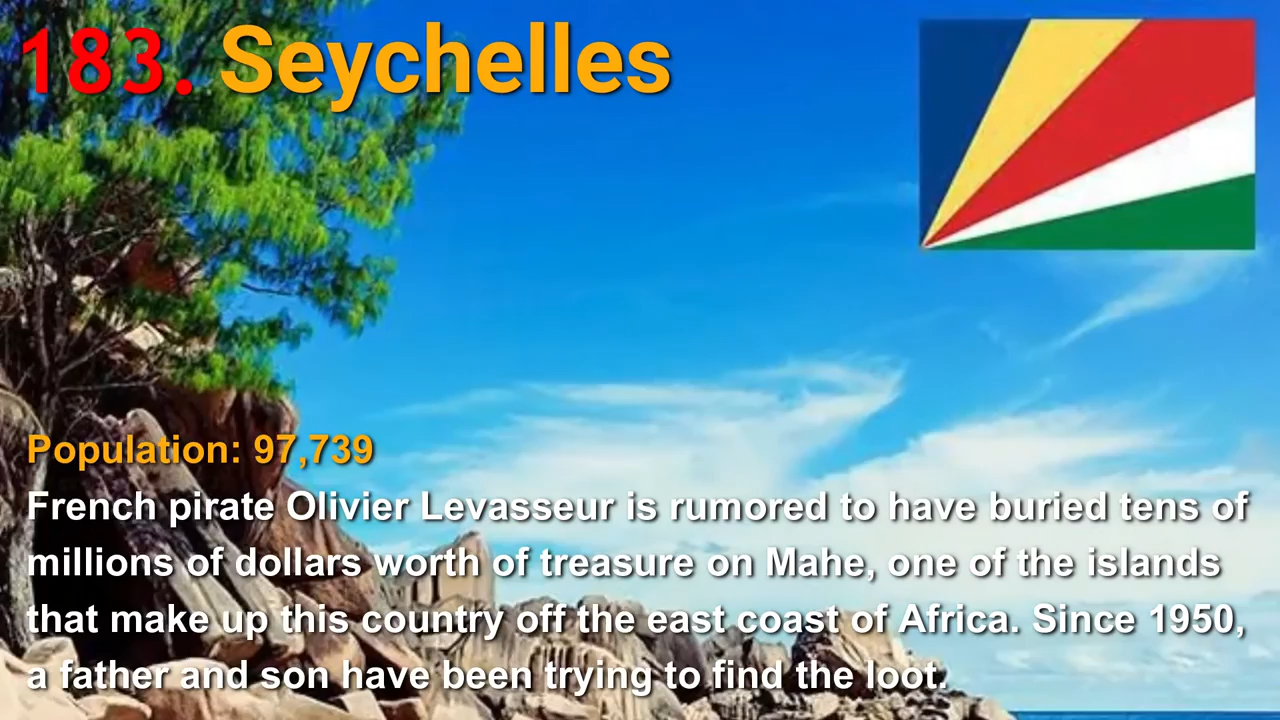 183. Seychelles
Population: 97,739
French pirate Olivier Levasseur is rumored to have buried tens of
millions of dollars worth of treasure on Mahe, one of the islands
that make up this country off the east coast of Africa. Since 1950,
a father and son have been trying to find the loot.